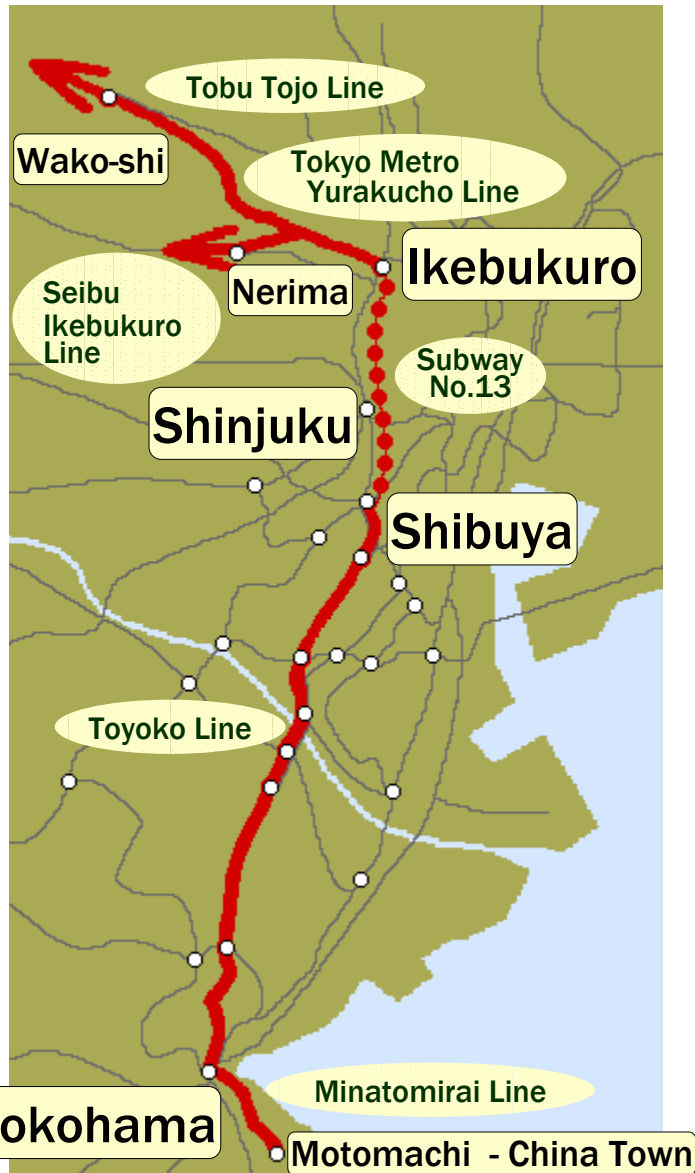 Tobu Tojo Line
Wako-shi
Tokyo Metro
Yurakucho Line
Ikebukuro
Nerima
Seibu
Ikebukuro
Line
Subway
No.13
Shinjuku
Shibuya
Toyoko Line
Minatomirai Line
okohama
Motomachi - China Town